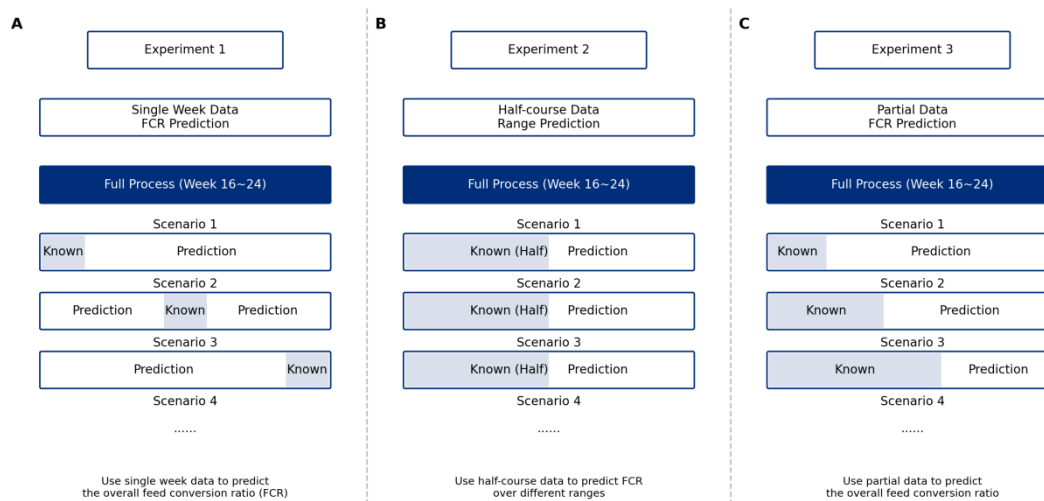 A
Experiment 1
Single Week Data
FCR Prediction
Full Process (Week 16~24)
Scenario 1
Known Prediction
Scenario 2
Prediction Known Prediction
Scenario 3
Prediction Known
Scenario 4
......
Use single week data to predict
the overall feed conversion ratio (FCR)
B
Experiment 2
Half-course Data
Range Prediction
Full Process (Week 16~24)
Scenario 1
Known (Half) Prediction
Scenario 2
Known (Half) Prediction
Scenario 3
Known (Half) Prediction
Scenario 4
......
Use half-course data to predict FCR
over different ranges
C
Experiment 3
Partial Data
FCR Prediction
Full Process (Week 16~24)
Scenario 1
Known Prediction
Scenario 2
Known Prediction
Scenario 3
Known Prediction
Scenario 4
......
Use partial data to predict
the overall feed conversion ratio